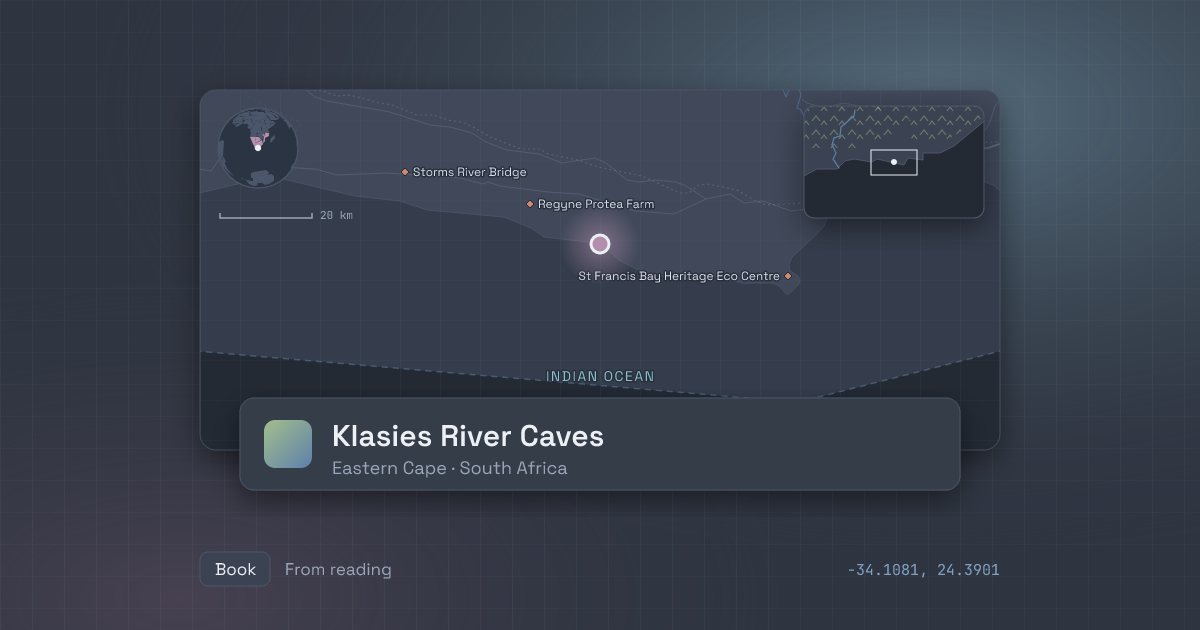 Storms River Bridge
Regyne Protea Farm
20 km
St Francis Bay Heritage Eco Centre
INDIAN OCEAN
Klasies River Caves
Eastern Cape · South Africa
Book
From reading
-34.1081, 24.3901